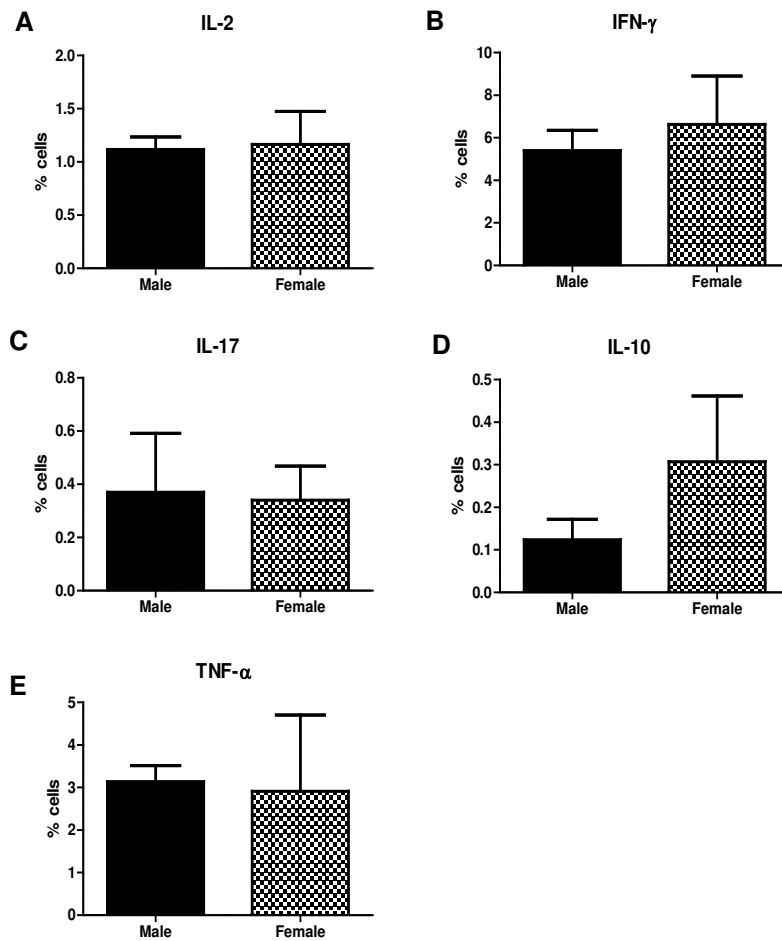 A
IL-2
2.0
1.5
1.0
0.5
0.0
% cells
Male Female
B
IFN-γ
10
8
6
4
2
0
% cells
Male Female
C
IL-17
0.8
0.6
0.4
0.2
0.0
% cells
Male Female
D
IL-10
0.5
0.4
0.3
0.2
0.1
0.0
% cells
Male Female
E
TNF-α
5
4
3
2
1
0
% cells
Male Female